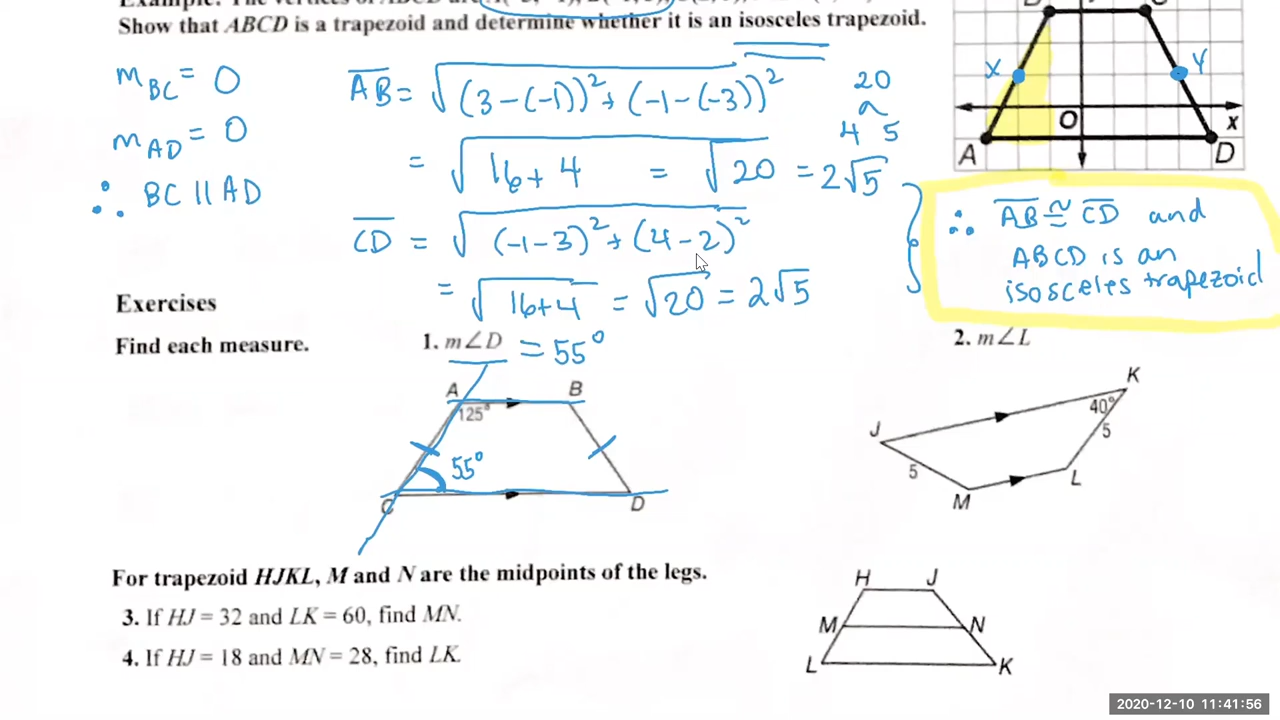 Show that ABCD is a trapezoid and determine whether it is an isosceles trapezoid.
m_BC = 0
m_AD = 0
∴ BC || AD
AB = √(3-(-1))² + (-1-(-3))²
= √16+4 = √20 = 2√5
20
4 5
CD = √(-1-3)² + (4-2)²
= √16+4 = √20 = 2√5
X
Y
O
x
A
D
∴ AB ≅ CD and
ABCD is an
isosceles trapezoid
Exercises
Find each measure.
1. m∠D = 55°
A
B
125°
55°
C
D
2. m∠L
K
40°
J
5
5
L
M
For trapezoid HJKL, M and N are the midpoints of the legs.
3. If HJ = 32 and LK = 60, find MN.
4. If HJ = 18 and MN = 28, find LK.
H
J
M
N
L
K
2020-12-10 11:41:56